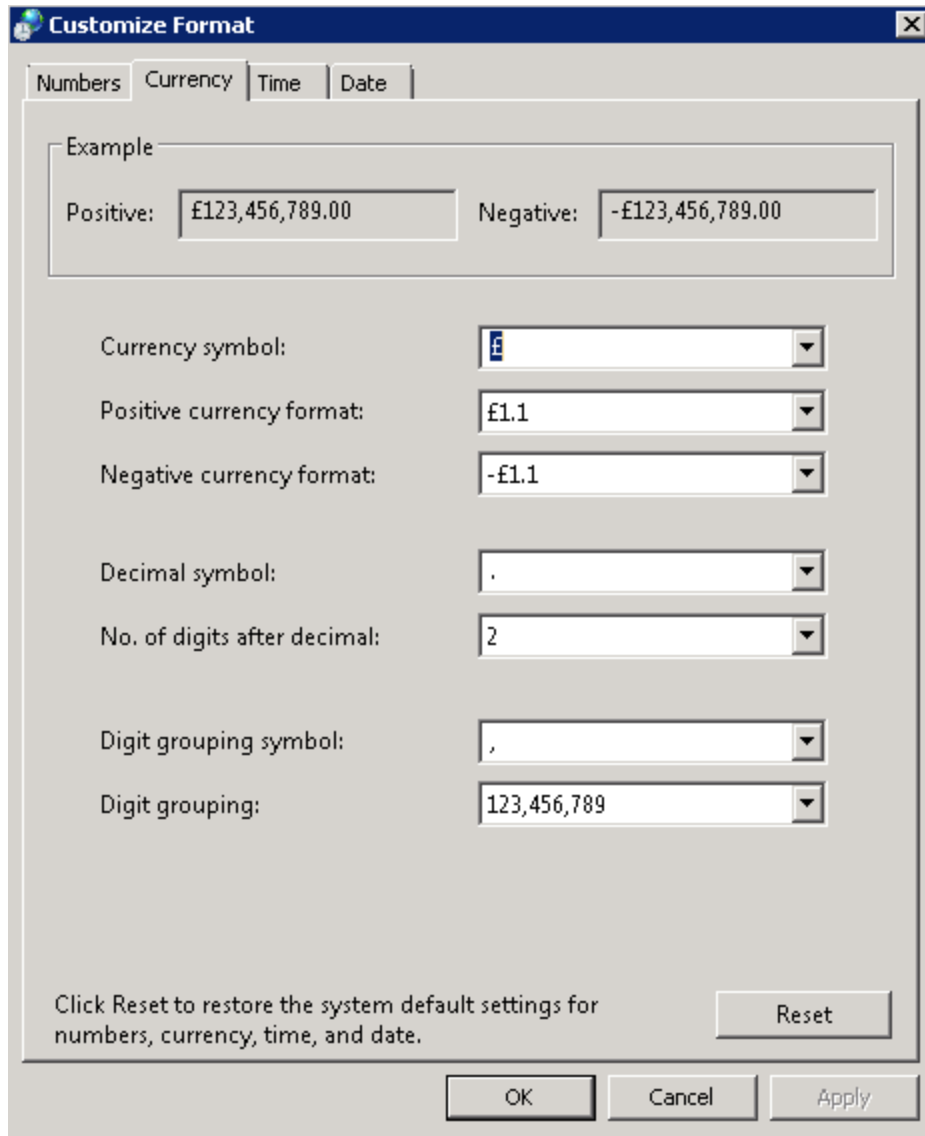 Customize Format
Numbers Currency Time Date
Example
Positive: £123,456,789.00 Negative: -£123,456,789.00
Currency symbol: £
Positive currency format: £1.1
Negative currency format: -£1.1
Decimal symbol: .
No. of digits after decimal: 2
Digit grouping symbol: ,
Digit grouping: 123,456,789
Click Reset to restore the system default settings for
numbers, currency, time, and date.
Reset
OK Cancel Apply